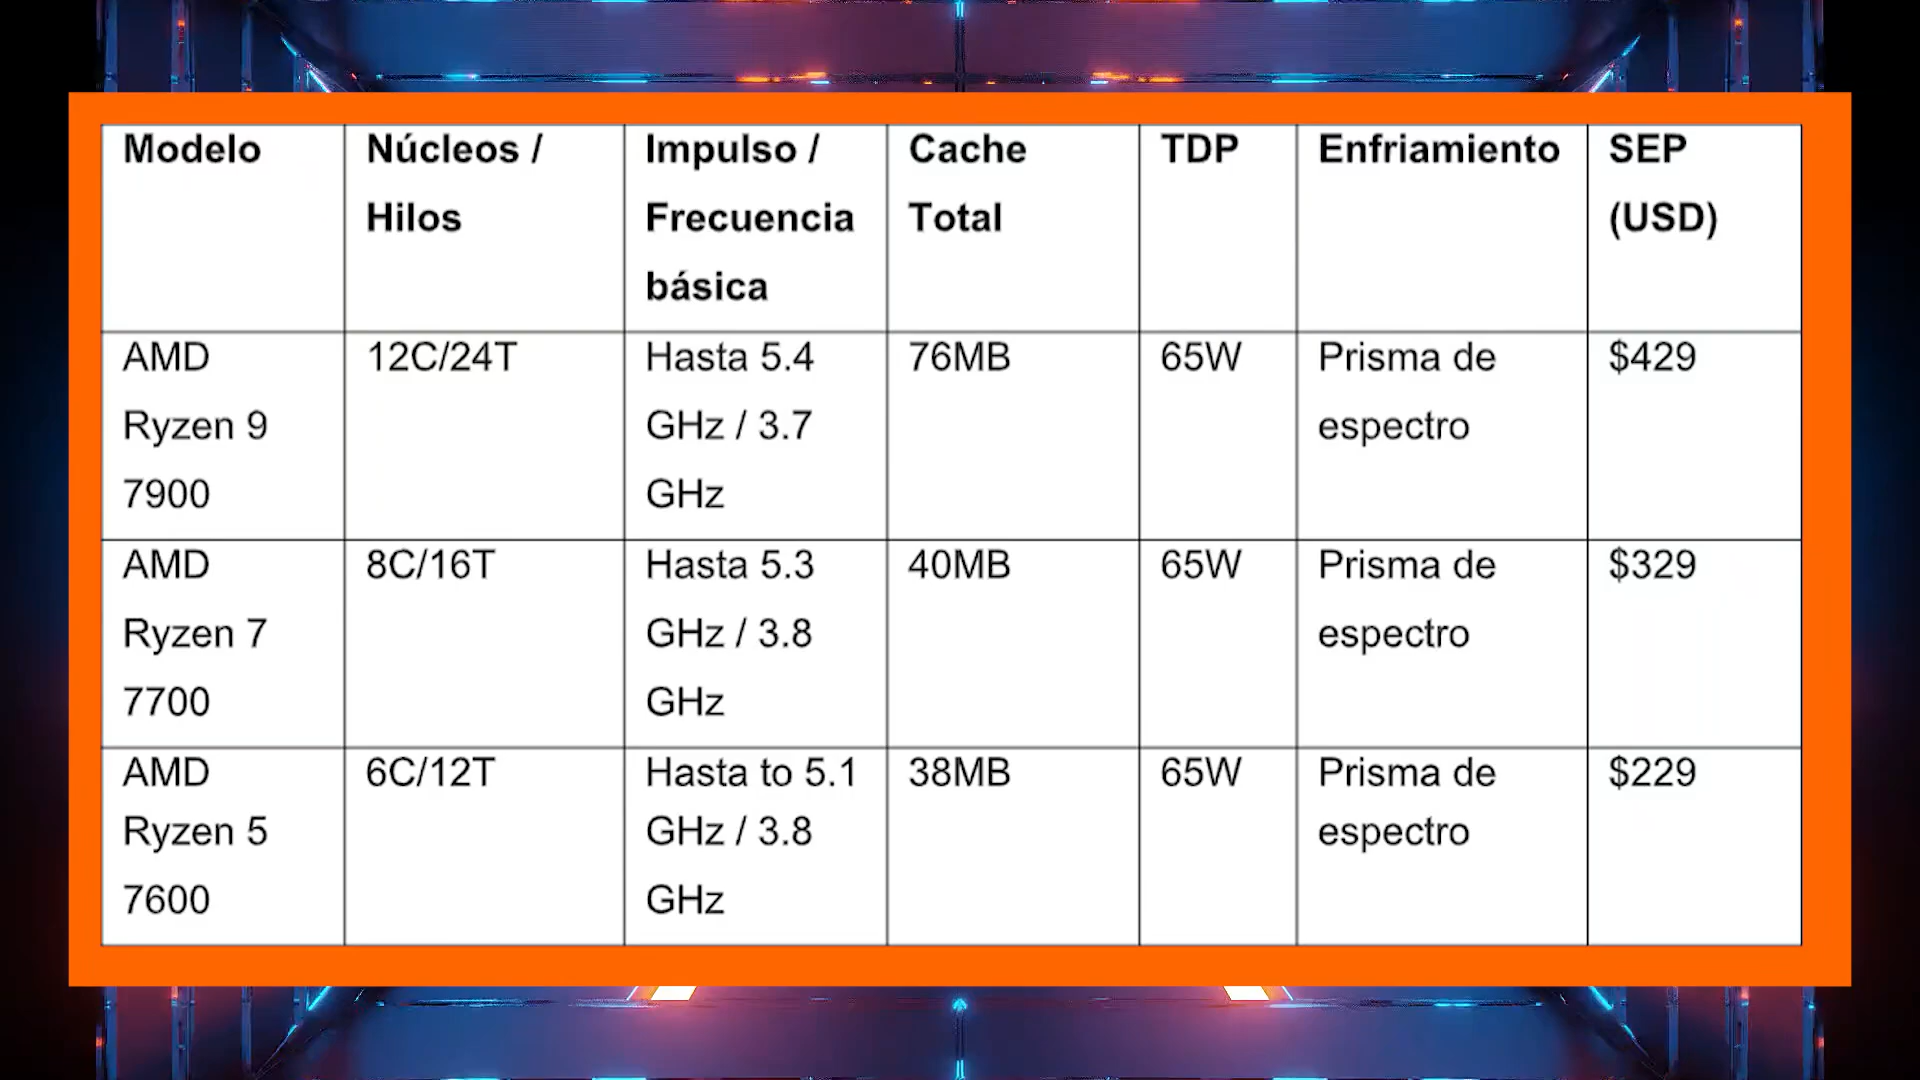 Modelo
Núcleos /
Hilos
Impulso /
Frecuencia
básica
Cache
Total
TDP
Enfriamiento
SEP
(USD)
AMD
Ryzen 9
7900
12C/24T
Hasta 5.4
GHz / 3.7
GHz
76MB
65W
Prisma de
espectro
$429
AMD
Ryzen 7
7700
8C/16T
Hasta 5.3
GHz / 3.8
GHz
40MB
65W
Prisma de
espectro
$329
AMD
Ryzen 5
7600
6C/12T
Hasta to 5.1
GHz / 3.8
GHz
38MB
65W
Prisma de
espectro
$229